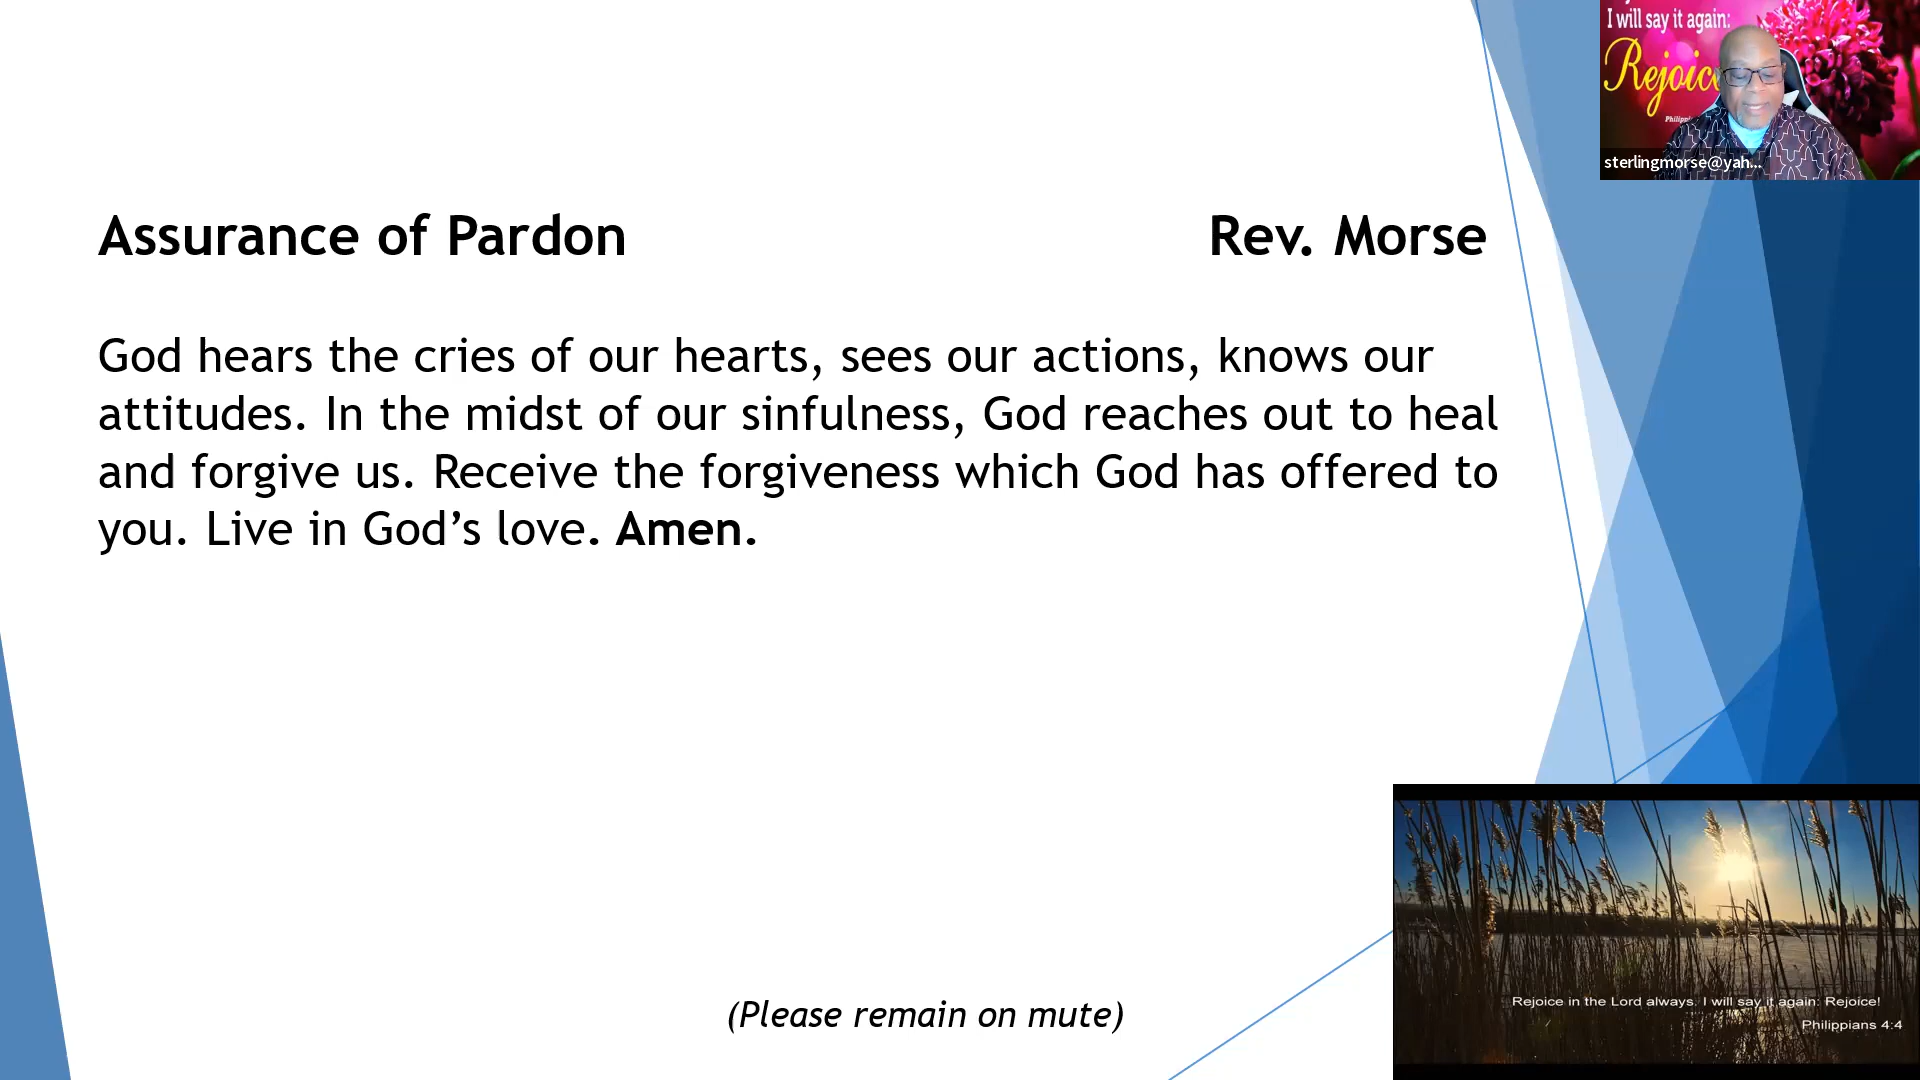 I will say it again:
Rejoice
sterlingmorse@yah...
Assurance of Pardon Rev. Morse
God hears the cries of our hearts, sees our actions, knows our
attitudes. In the midst of our sinfulness, God reaches out to heal
and forgive us. Receive the forgiveness which God has offered to
you. Live in God’s love. Amen.
Rejoice in the Lord always. I will say it again: Rejoice!
Philippians 4:4
(Please remain on mute)